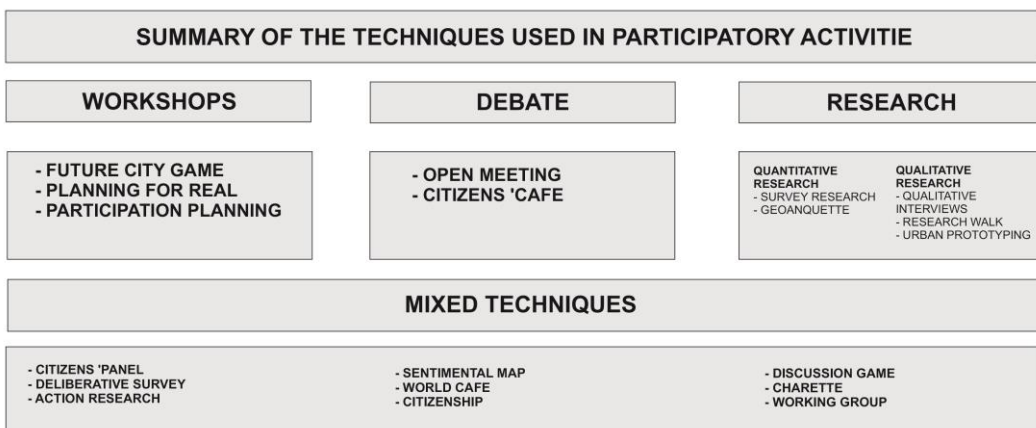 SUMMARY OF THE TECHNIQUES USED IN PARTICIPATORY ACTIVITIE
WORKSHOPS
- FUTURE CITY GAME
- PLANNING FOR REAL
- PARTICIPATION PLANNING
DEBATE
- OPEN MEETING
- CITIZENS 'CAFE
RESEARCH
QUANTITATIVE
RESEARCH
- SURVEY RESEARCH
- GEOANQUETTE
QUALITATIVE
RESEARCH
- QUALITATIVE
INTERVIEWS
- RESEARCH WALK
- URBAN PROTOTYPING
MIXED TECHNIQUES
- CITIZENS 'PANEL
- DELIBERATIVE SURVEY
- ACTION RESEARCH
- SENTIMENTAL MAP
- WORLD CAFE
- CITIZENSHIP
- DISCUSSION GAME
- CHARETTE
- WORKING GROUP